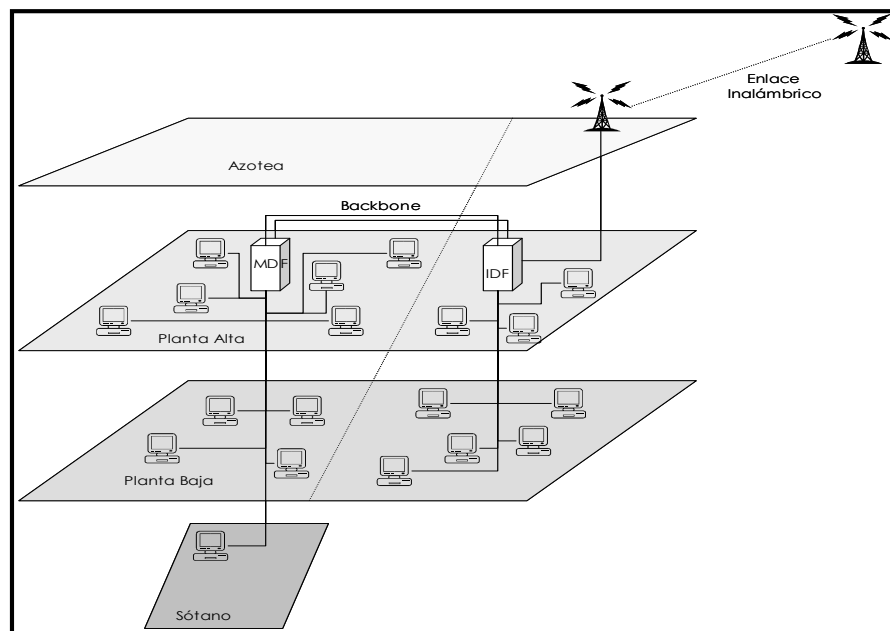 Enlace
Inalámbrico
Azotea
Backbone
MDF
IDF
Planta Alta
Planta Baja
Sótano